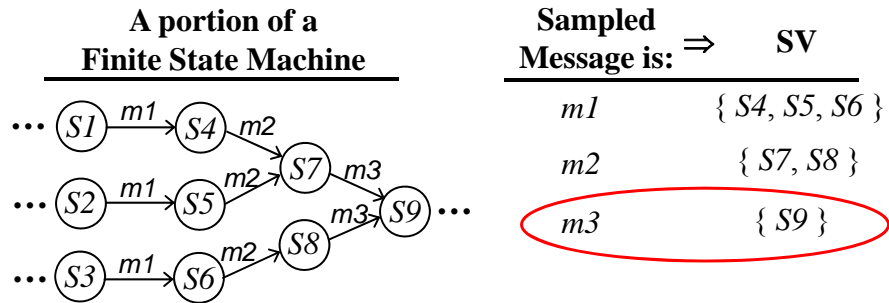 A portion of a
Finite State Machine
Sampled
Message is: ⇒ SV
... S1 m1 S4 m2
S7 m3
... S2 m1 S5 m2
S9 ...
... S3 m1 S6 m2 S8 m3
m1 { S4, S5, S6 }
m2 { S7, S8 }
m3 { S9 }